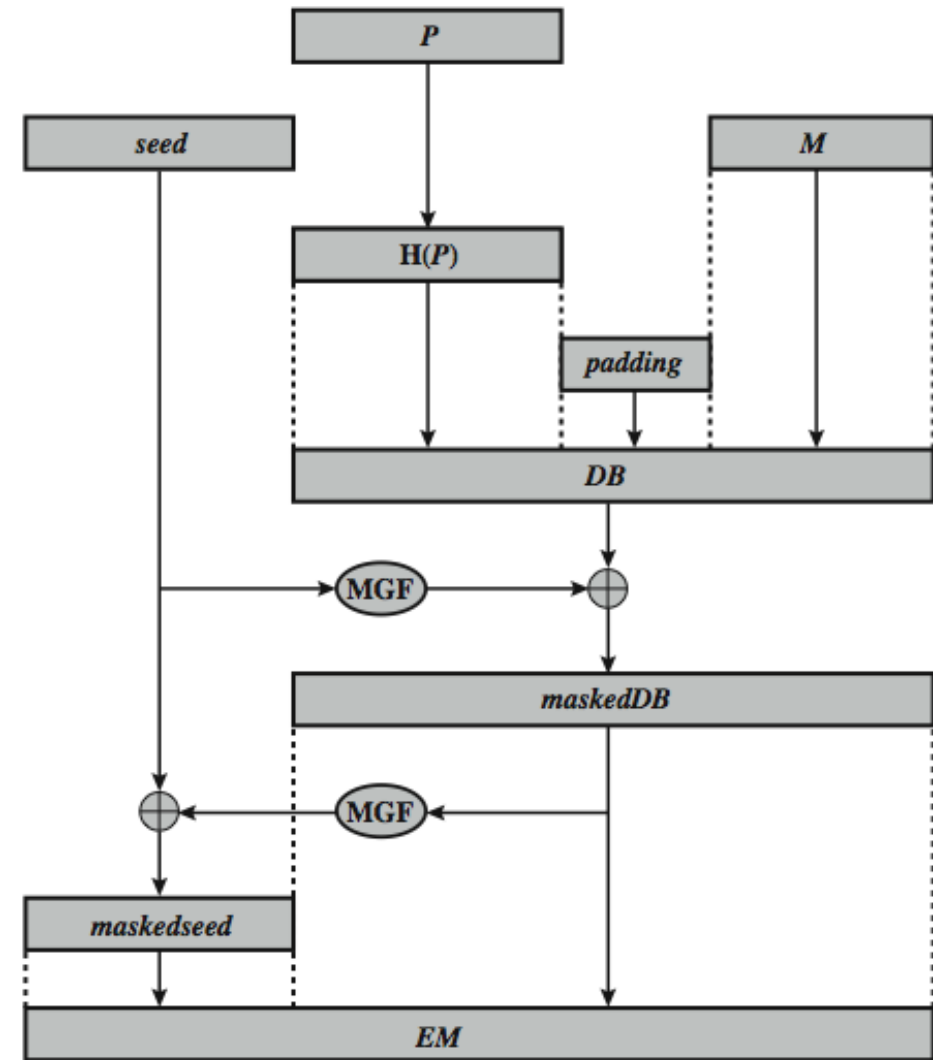 P
seed
M
H(P)
padding
DB
MGF
maskedDB
MGF
maskedseed
EM